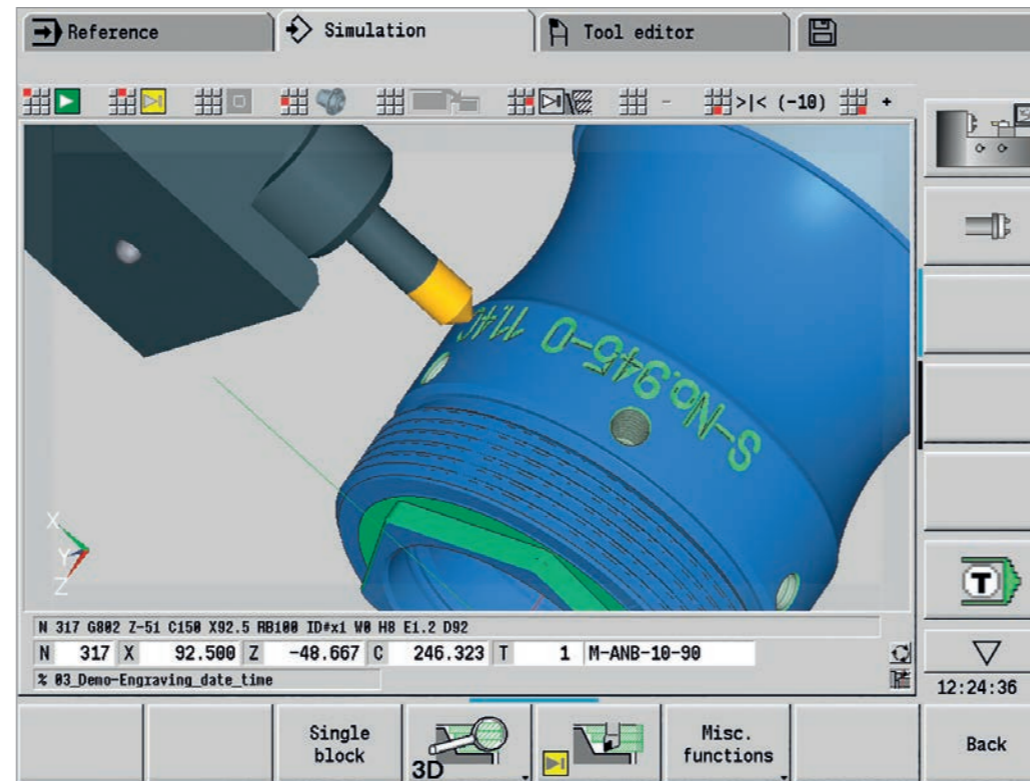 Reference
Simulation
Tool editor
- >|< (-10) +
S-No.945-0 1140
N 317 G802 Z-51 C150 X92.5 RB100 ID#x1 W0 H8 E1.2 D92
N 317 X 92.500 Z -48.667 C 246.323 T 1 M-ANB-10-90
% 03_Demo-Engraving_date_time
X
Y
Z
T
12:24:36
Single
block
3D
Misc.
functions
Back